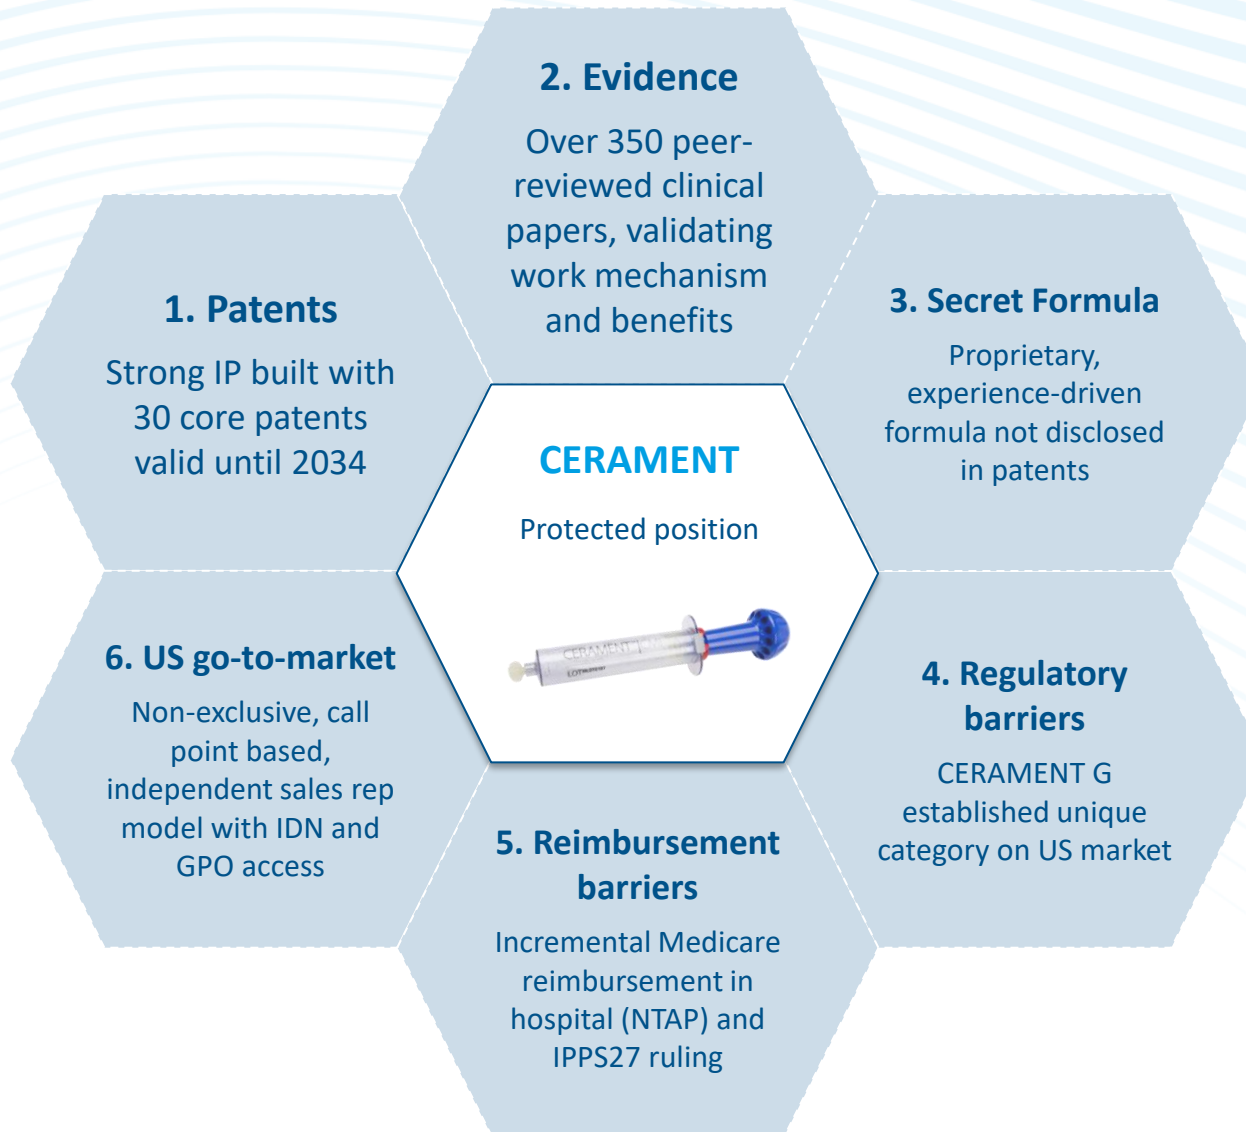 2. Evidence
Over 350 peer-
reviewed clinical
papers, validating
work mechanism
and benefits
1. Patents
Strong IP built with
30 core patents
valid until 2034
3. Secret Formula
Proprietary,
experience-driven
formula not disclosed
in patents
CERAMENT
Protected position
CERAMENT
LOT
6. US go-to-market
Non-exclusive, call
point based,
independent sales rep
model with IDN and
GPO access
4. Regulatory
barriers
CERAMENT G
established unique
category on US market
5. Reimbursement
barriers
Incremental Medicare
reimbursement in
hospital (NTAP) and
IPPS27 ruling